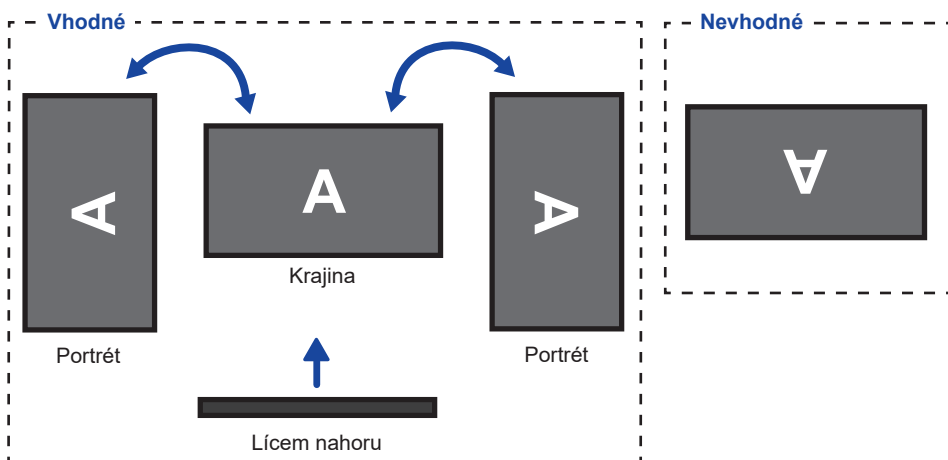 Vhodné
Nevhodné
A
A
A
A
Krajina
Portrét
Portrét
Lícem nahoru